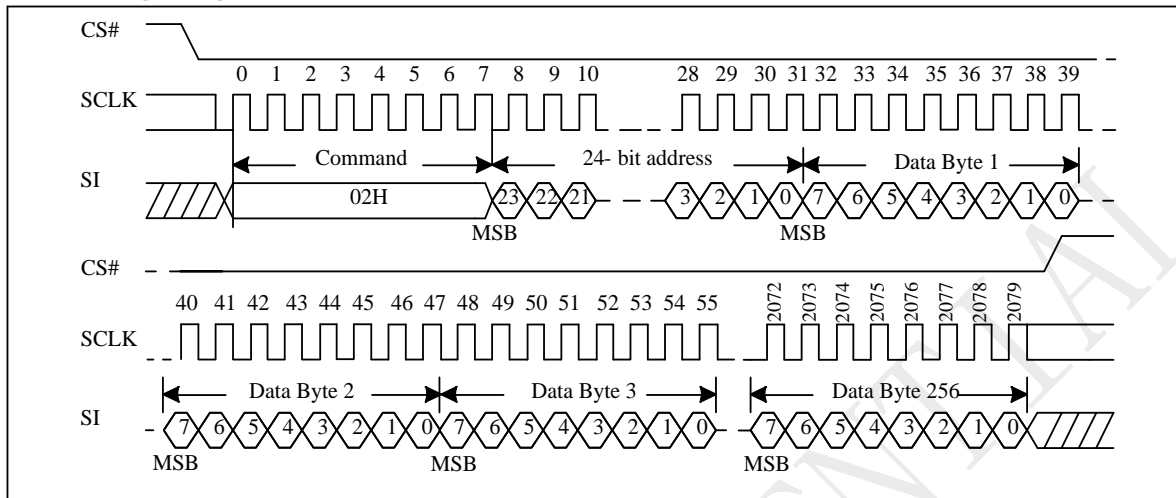 CS#
0 1 2 3 4 5 6 7 8 9 10 28 29 30 31 32 33 34 35 36 37 38 39
SCLK
Command 24- bit address Data Byte 1
SI 02H 23 22 21 3 2 1 0 7 6 5 4 3 2 1 0
MSB MSB
CS#
40 41 42 43 44 45 46 47 48 49 50 51 52 53 54 55 2072 2073 2074 2075 2076 2077 2078 2079
SCLK
Data Byte 2 Data Byte 3 Data Byte 256
SI 7 6 5 4 3 2 1 0 7 6 5 4 3 2 1 0 7 6 5 4 3 2 1 0
MSB MSB MSB
NTIAI